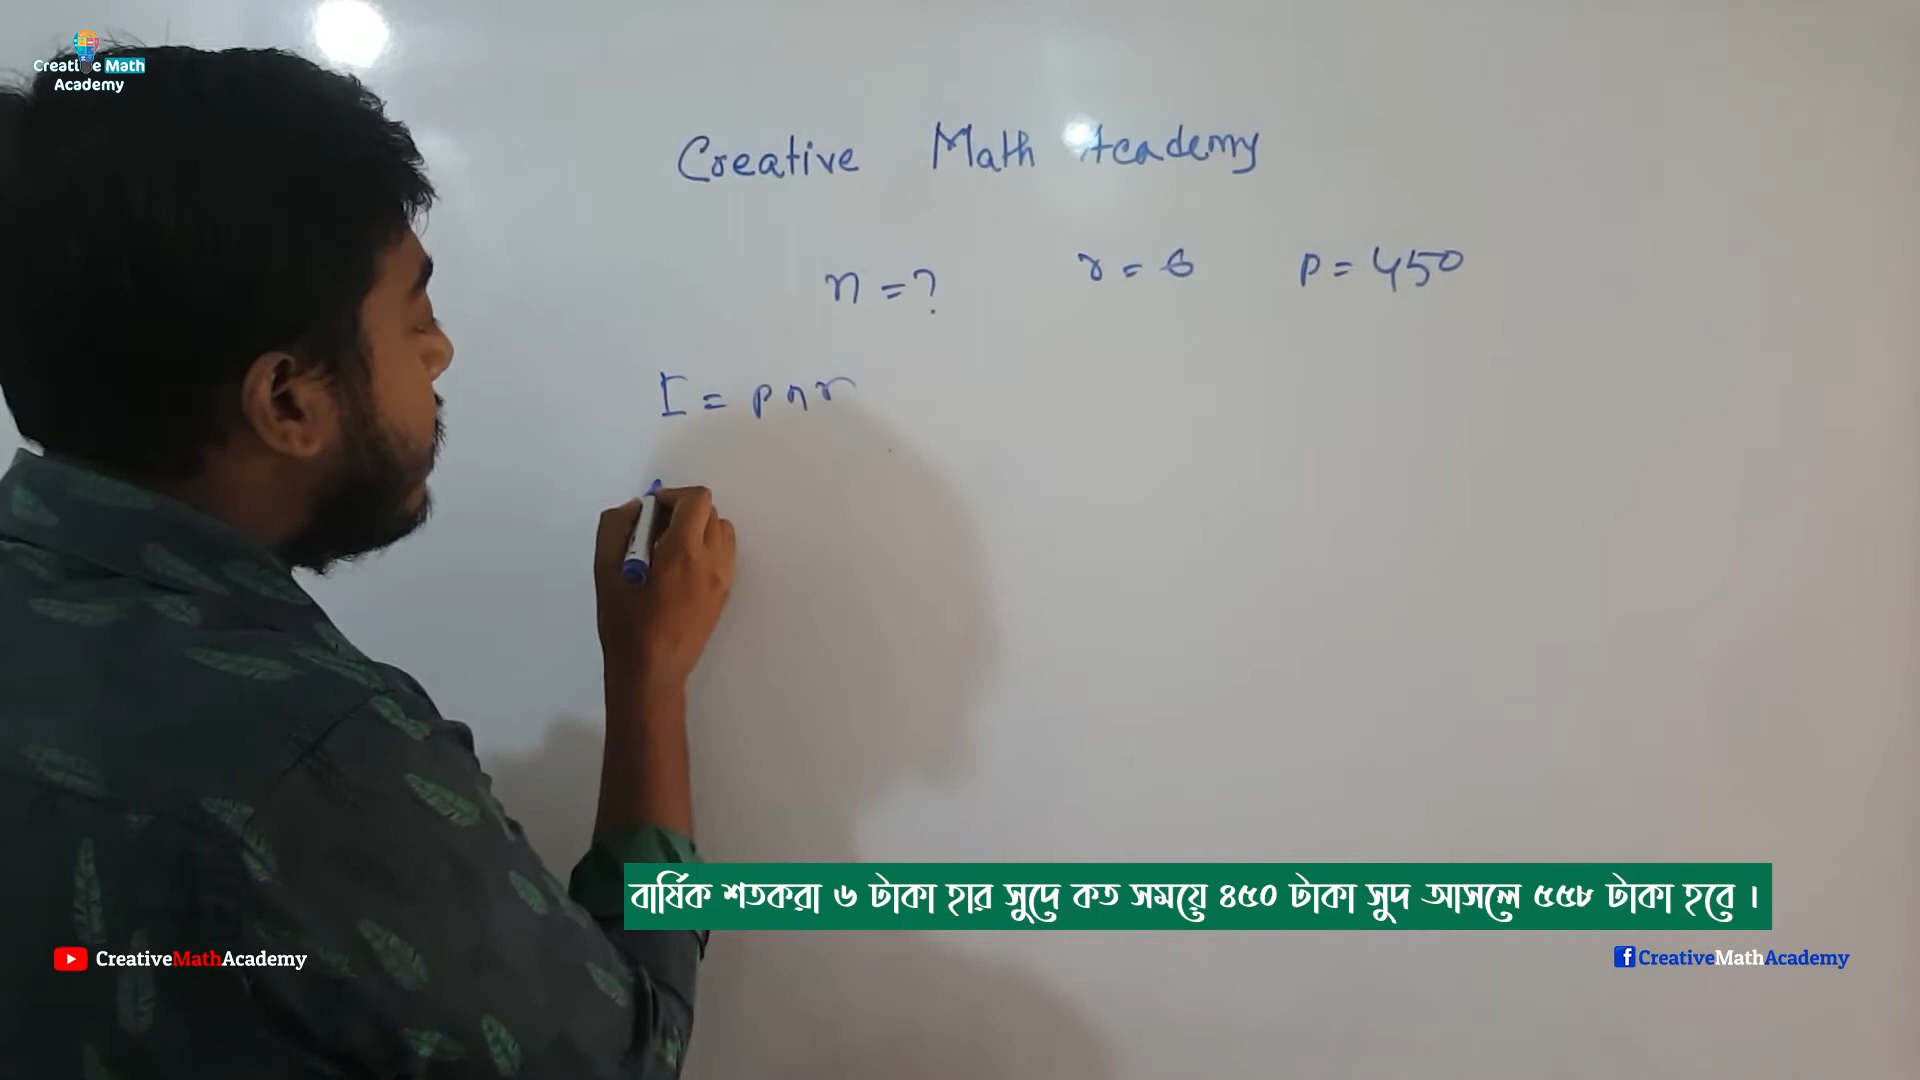 Creative Math
Academy
Creative Math Academy
n = ? r = 6 P = 450
I = pnr
বার্ষিক শতকরা ৬ টাকা হার সুদে কত সময়ে ৪৫০ টাকা সুদ আসলে ৫৫৮ টাকা হবে ।
CreativeMathAcademy
CreativeMathAcademy